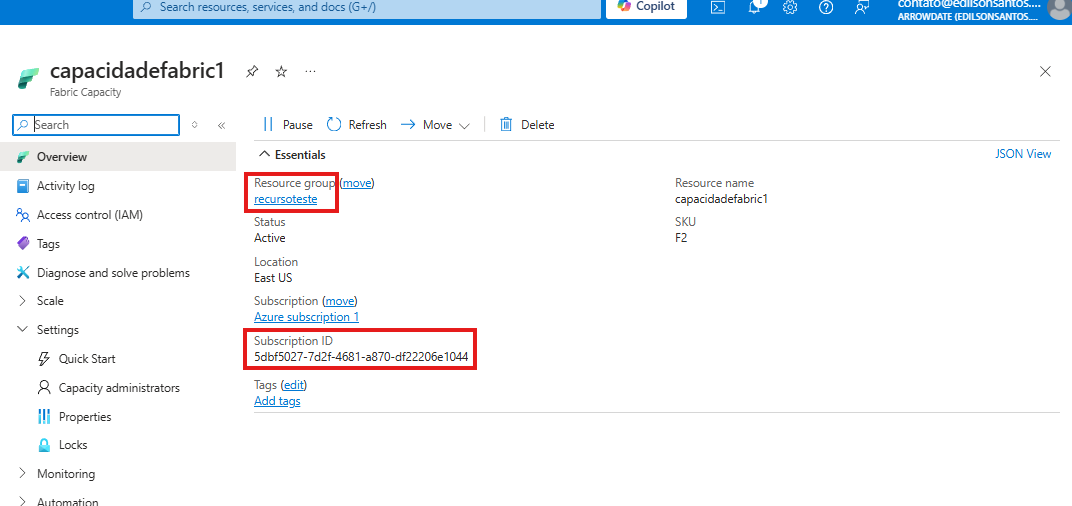 Search resources, services, and docs (G+/)
Copilot
1
contato@edilsonsantos....
ARROWDATE (EDILSONSANTOS....
capacidadefabric1
Fabric Capacity
Search
Pause
Refresh
Move
Delete
Overview
Activity log
Access control (IAM)
Tags
Diagnose and solve problems
Scale
Settings
Quick Start
Capacity administrators
Properties
Locks
Monitoring
Automation
Essentials
JSON View
Resource group (move)
recursoteste
Status
Active
Location
East US
Subscription (move)
Azure subscription 1
Subscription ID
5dbf5027-7d2f-4681-a870-df22206e1044
Tags (edit)
Add tags
Resource name
capacidadefabric1
SKU
F2